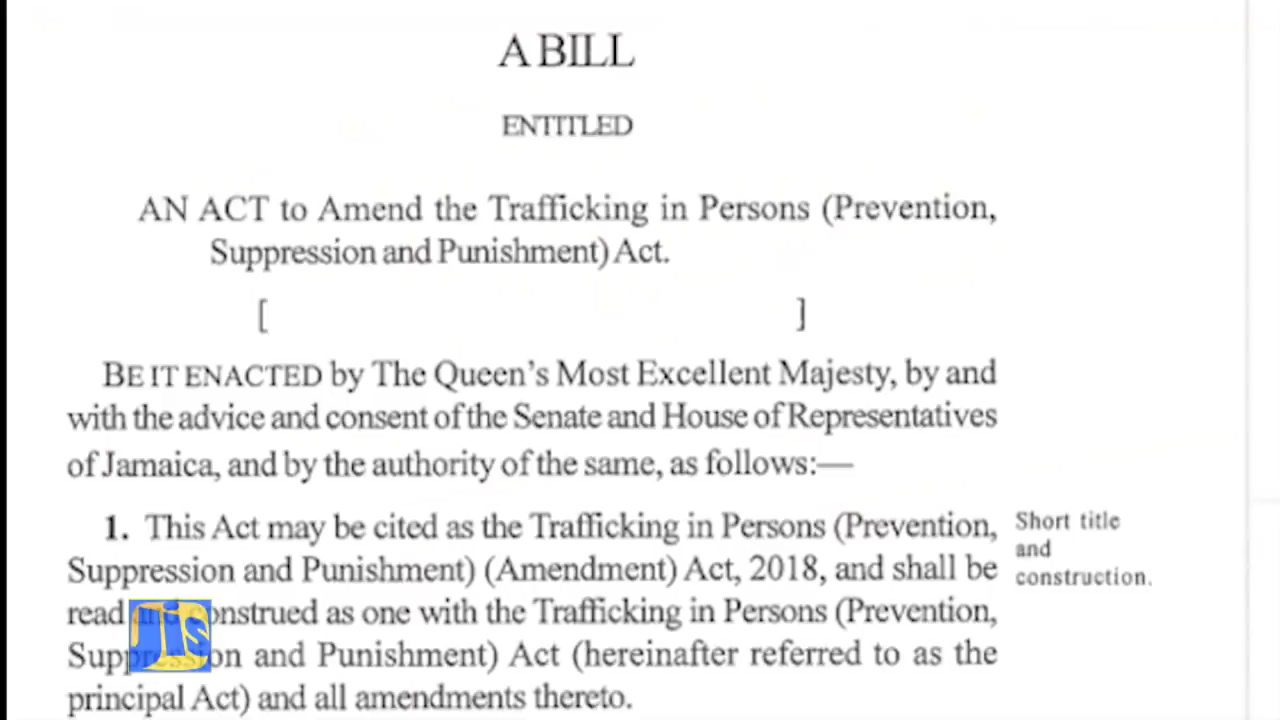 A BILL
ENTITLED
AN ACT to Amend the Trafficking in Persons (Prevention,
Suppression and Punishment) Act.
[ ]
BE IT ENACTED by The Queen's Most Excellent Majesty, by and
with the advice and consent of the Senate and House of Representatives
of Jamaica, and by the authority of the same, as follows:—
1. This Act may be cited as the Trafficking in Persons (Prevention,
Suppression and Punishment) (Amendment) Act, 2018, and shall be
read and construed as one with the Trafficking in Persons (Prevention,
Suppression and Punishment) Act (hereinafter referred to as the
principal Act) and all amendments thereto.
Short title
and
construction.
Jis